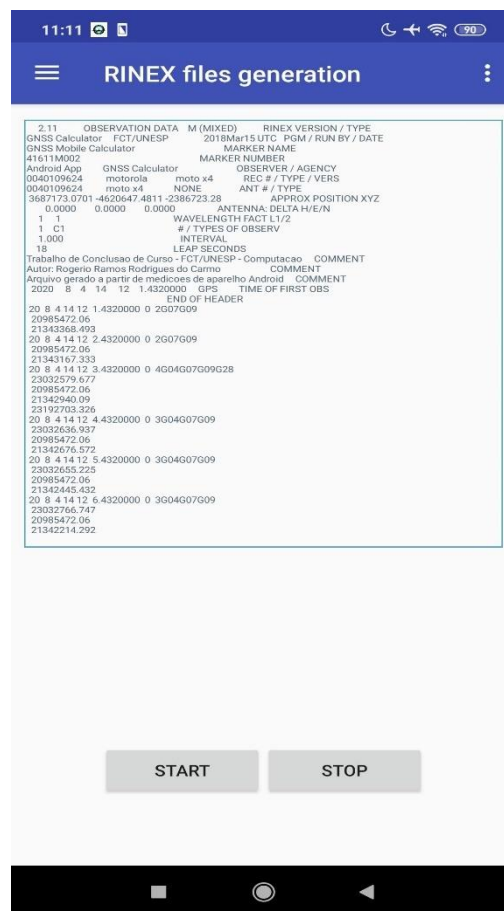 11:11
90
RINEX files generation
2.11 OBSERVATION DATA M (MIXED) RINEX VERSION / TYPE
GNSS Calculator FCT/UNESP 2018Mar15 UTC PGM / RUN BY / DATE
GNSS Mobile Calculator MARKER NAME
41611M002 MARKER NUMBER
Android App GNSS Calculator OBSERVER / AGENCY
0040109624 motorola moto x4 REC # / TYPE / VERS
0040109624 moto x4 NONE ANT # / TYPE
3687173.0701 -4620647.4811 -2386723.28 APPROX POSITION XYZ
0.0000 0.0000 0.0000 ANTENNA: DELTA H/E/N
1 1 WAVELENGTH FACT L1/2
1 C1 # / TYPES OF OBSERV
1.000 INTERVAL
18 LEAP SECONDS
Trabalho de Conclusao de Curso - FCT/UNESP - Computacao COMMENT
Autor: Rogerio Ramos Rodrigues do Carmo COMMENT
Arquivo gerado a partir de medicoes de aparelho Android COMMENT
2020 8 4 14 12 1.4320000 GPS TIME OF FIRST OBS
END OF HEADER
20 8 4 14 12 1.4320000 0 2G07G09
20985472.06
21343368.493
20 8 4 14 12 2.4320000 0 2G07G09
20985472.06
21343167.333
20 8 4 14 12 3.4320000 0 4G04G07G09G28
23032579.677
20985472.06
21342940.09
23192703.326
20 8 4 14 12 4.4320000 0 3G04G07G09
23032636.937
20985472.06
21342676.572
20 8 4 14 12 5.4320000 0 3G04G07G09
23032655.225
20985472.06
21342445.432
20 8 4 14 12 6.4320000 0 3G04G07G09
23032766.747
20985472.06
21342214.292
START STOP